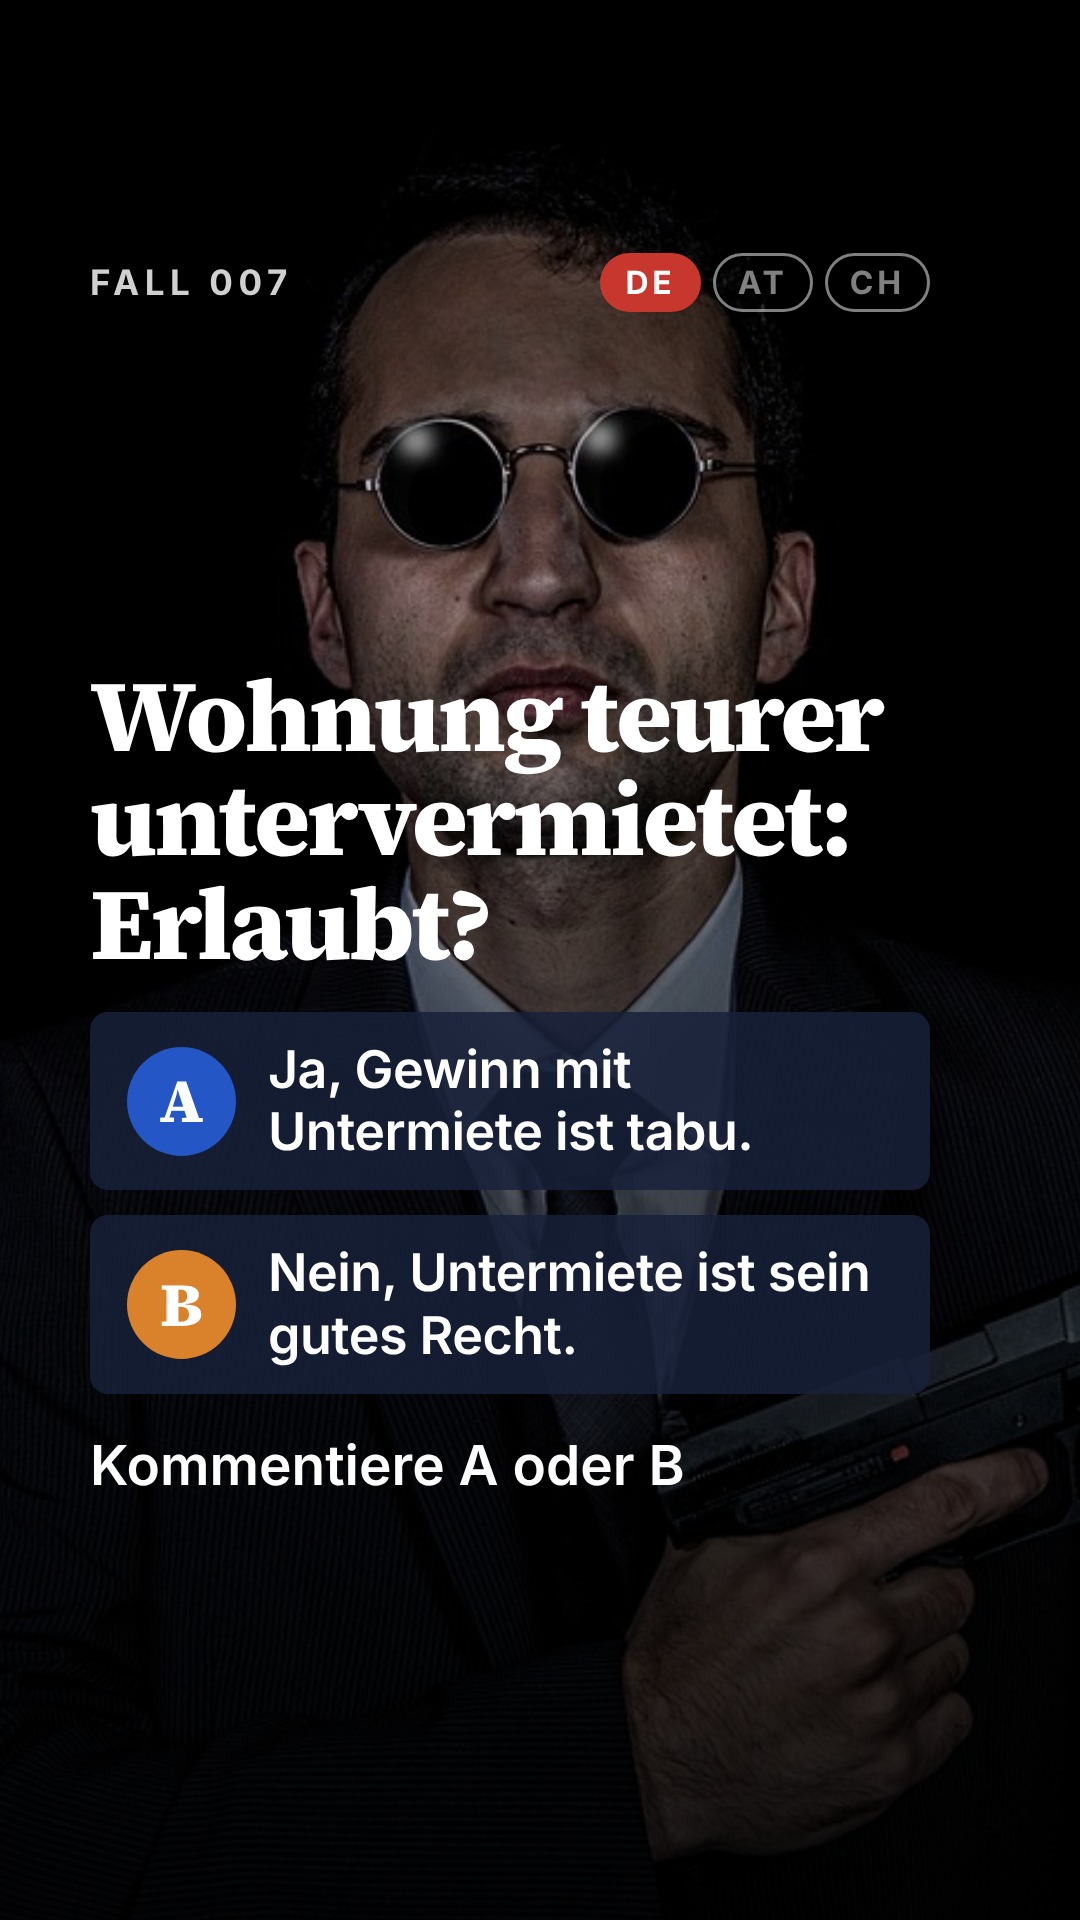 FALL 007
DE AT CH
Wohnung teurer
untervermietet:
Erlaubt?
A
Ja, Gewinn mit
Untermiete ist tabu.
B
Nein, Untermiete ist sein
gutes Recht.
Kommentiere A oder B